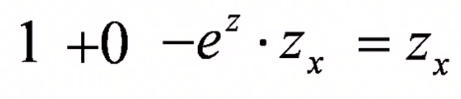 1 +0 −e^z · z_x = z_x